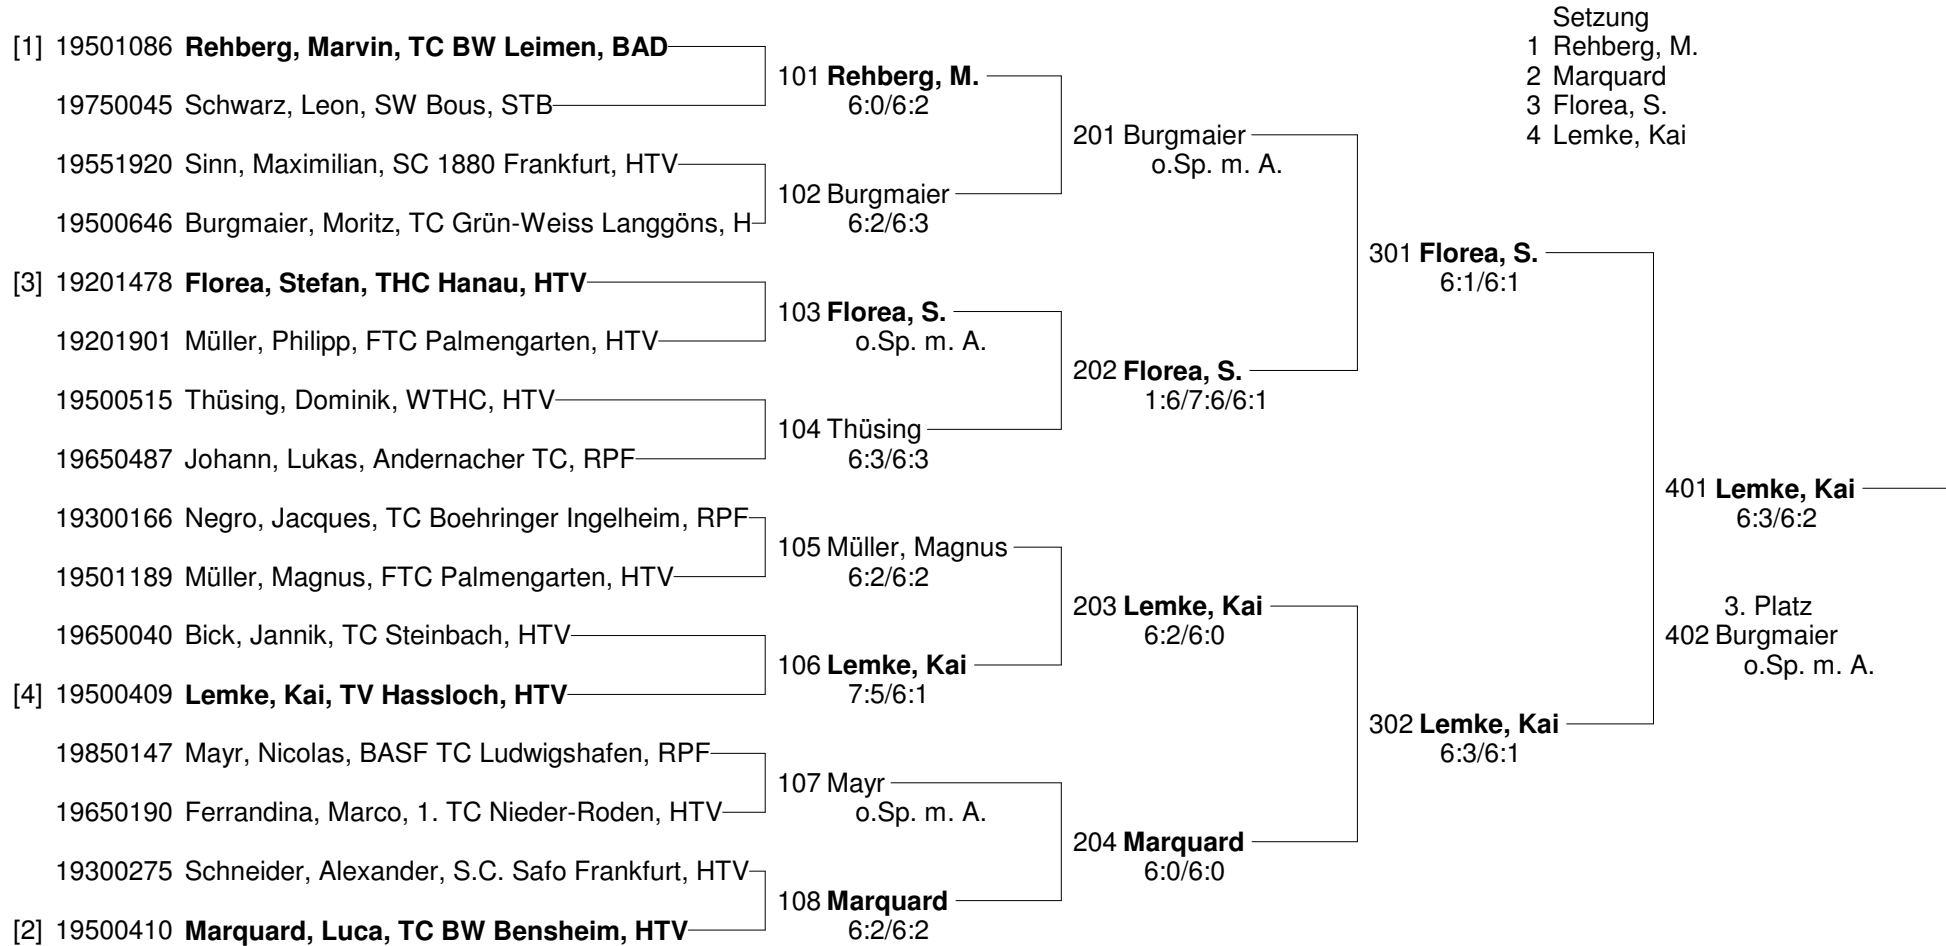 Setzung
1 Rehberg, M.
2 Marquard
3 Florea, S.
4 Lemke, Kai
[1] 19501086 Rehberg, Marvin, TC BW Leimen, BAD
19750045 Schwarz, Leon, SW Bous, STB
19551920 Sinn, Maximilian, SC 1880 Frankfurt, HTV
19500646 Burgmaier, Moritz, TC Grün-Weiss Langgöns, H
[3] 19201478 Florea, Stefan, THC Hanau, HTV
19201901 Müller, Philipp, FTC Palmengarten, HTV
19500515 Thüsing, Dominik, WTHC, HTV
19650487 Johann, Lukas, Andernacher TC, RPF
19300166 Negro, Jacques, TC Boehringer Ingelheim, RPF
19501189 Müller, Magnus, FTC Palmengarten, HTV
19650040 Bick, Jannik, TC Steinbach, HTV
[4] 19500409 Lemke, Kai, TV Hassloch, HTV
19850147 Mayr, Nicolas, BASF TC Ludwigshafen, RPF
19650190 Ferrandina, Marco, 1. TC Nieder-Roden, HTV
19300275 Schneider, Alexander, S.C. Safo Frankfurt, HTV
[2] 19500410 Marquard, Luca, TC BW Bensheim, HTV
101 Rehberg, M.
6:0/6:2
102 Burgmaier
6:2/6:3
103 Florea, S.
o.Sp. m. A.
104 Thüsing
6:3/6:3
105 Müller, Magnus
6:2/6:2
106 Lemke, Kai
7:5/6:1
107 Mayr
o.Sp. m. A.
108 Marquard
6:2/6:2
201 Burgmaier
o.Sp. m. A.
202 Florea, S.
1:6/7:6/6:1
203 Lemke, Kai
6:2/6:0
204 Marquard
6:0/6:0
301 Florea, S.
6:1/6:1
302 Lemke, Kai
6:3/6:1
401 Lemke, Kai
6:3/6:2
3. Platz
402 Burgmaier
o.Sp. m. A.